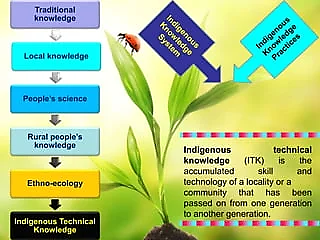 Traditional
knowledge
Local knowledge
People's science
Rural people's
knowledge
Ethno-ecology
Indigenous Technical
Knowledge
Indigenous
Knowledge
System
Indigenous
Knowledge
Practices
Indigenous technical
knowledge (ITK) is the
accumulated skill and
technology of a locality or a
community that has been
passed on from one generation
to another generation.